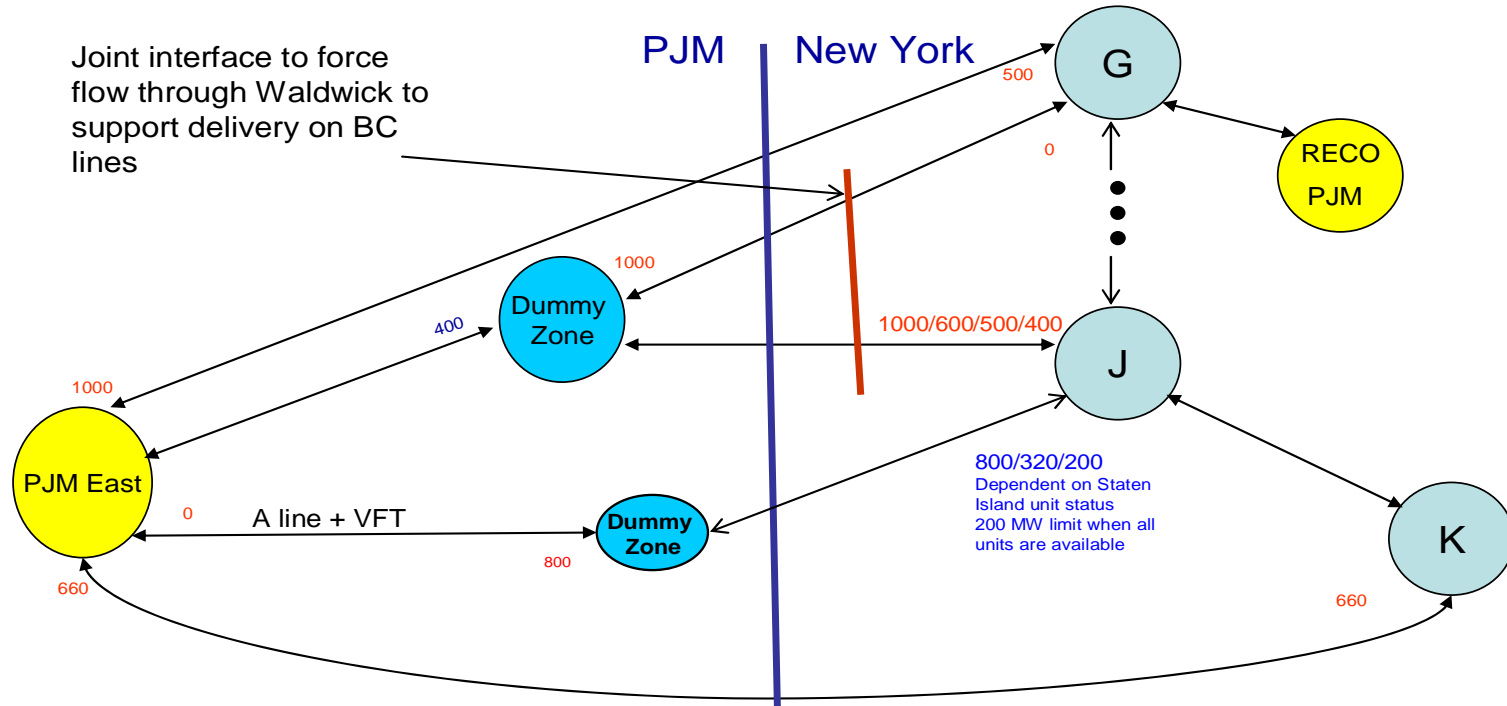 Joint interface to force
flow through Waldwick to
support delivery on BC
lines
PJM
New York
G
500
0
RECO
PJM
1000
Dummy
Zone
400
1000/600/500/400
J
1000
PJM East
0
A line + VFT
Dummy
Zone
800
800/320/200
Dependent on Staten
Island unit status
200 MW limit when all
units are available
K
660
660